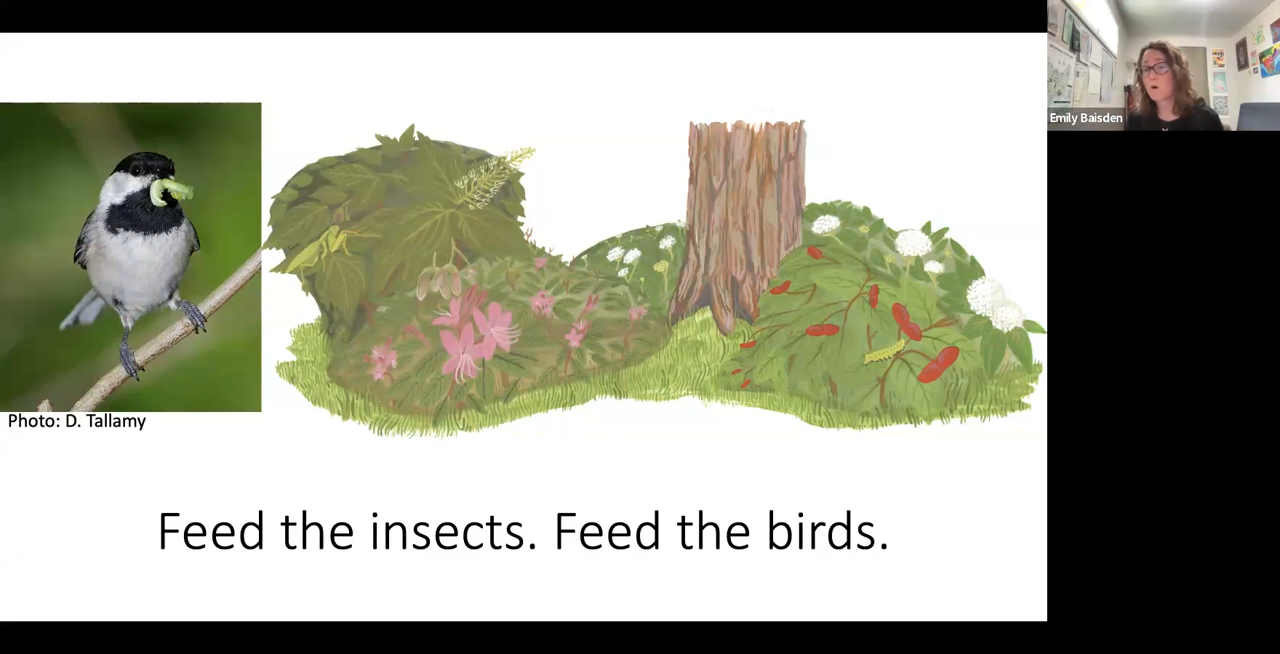 Emily Baisden
Photo: D. Tallamy
Feed the insects. Feed the birds.